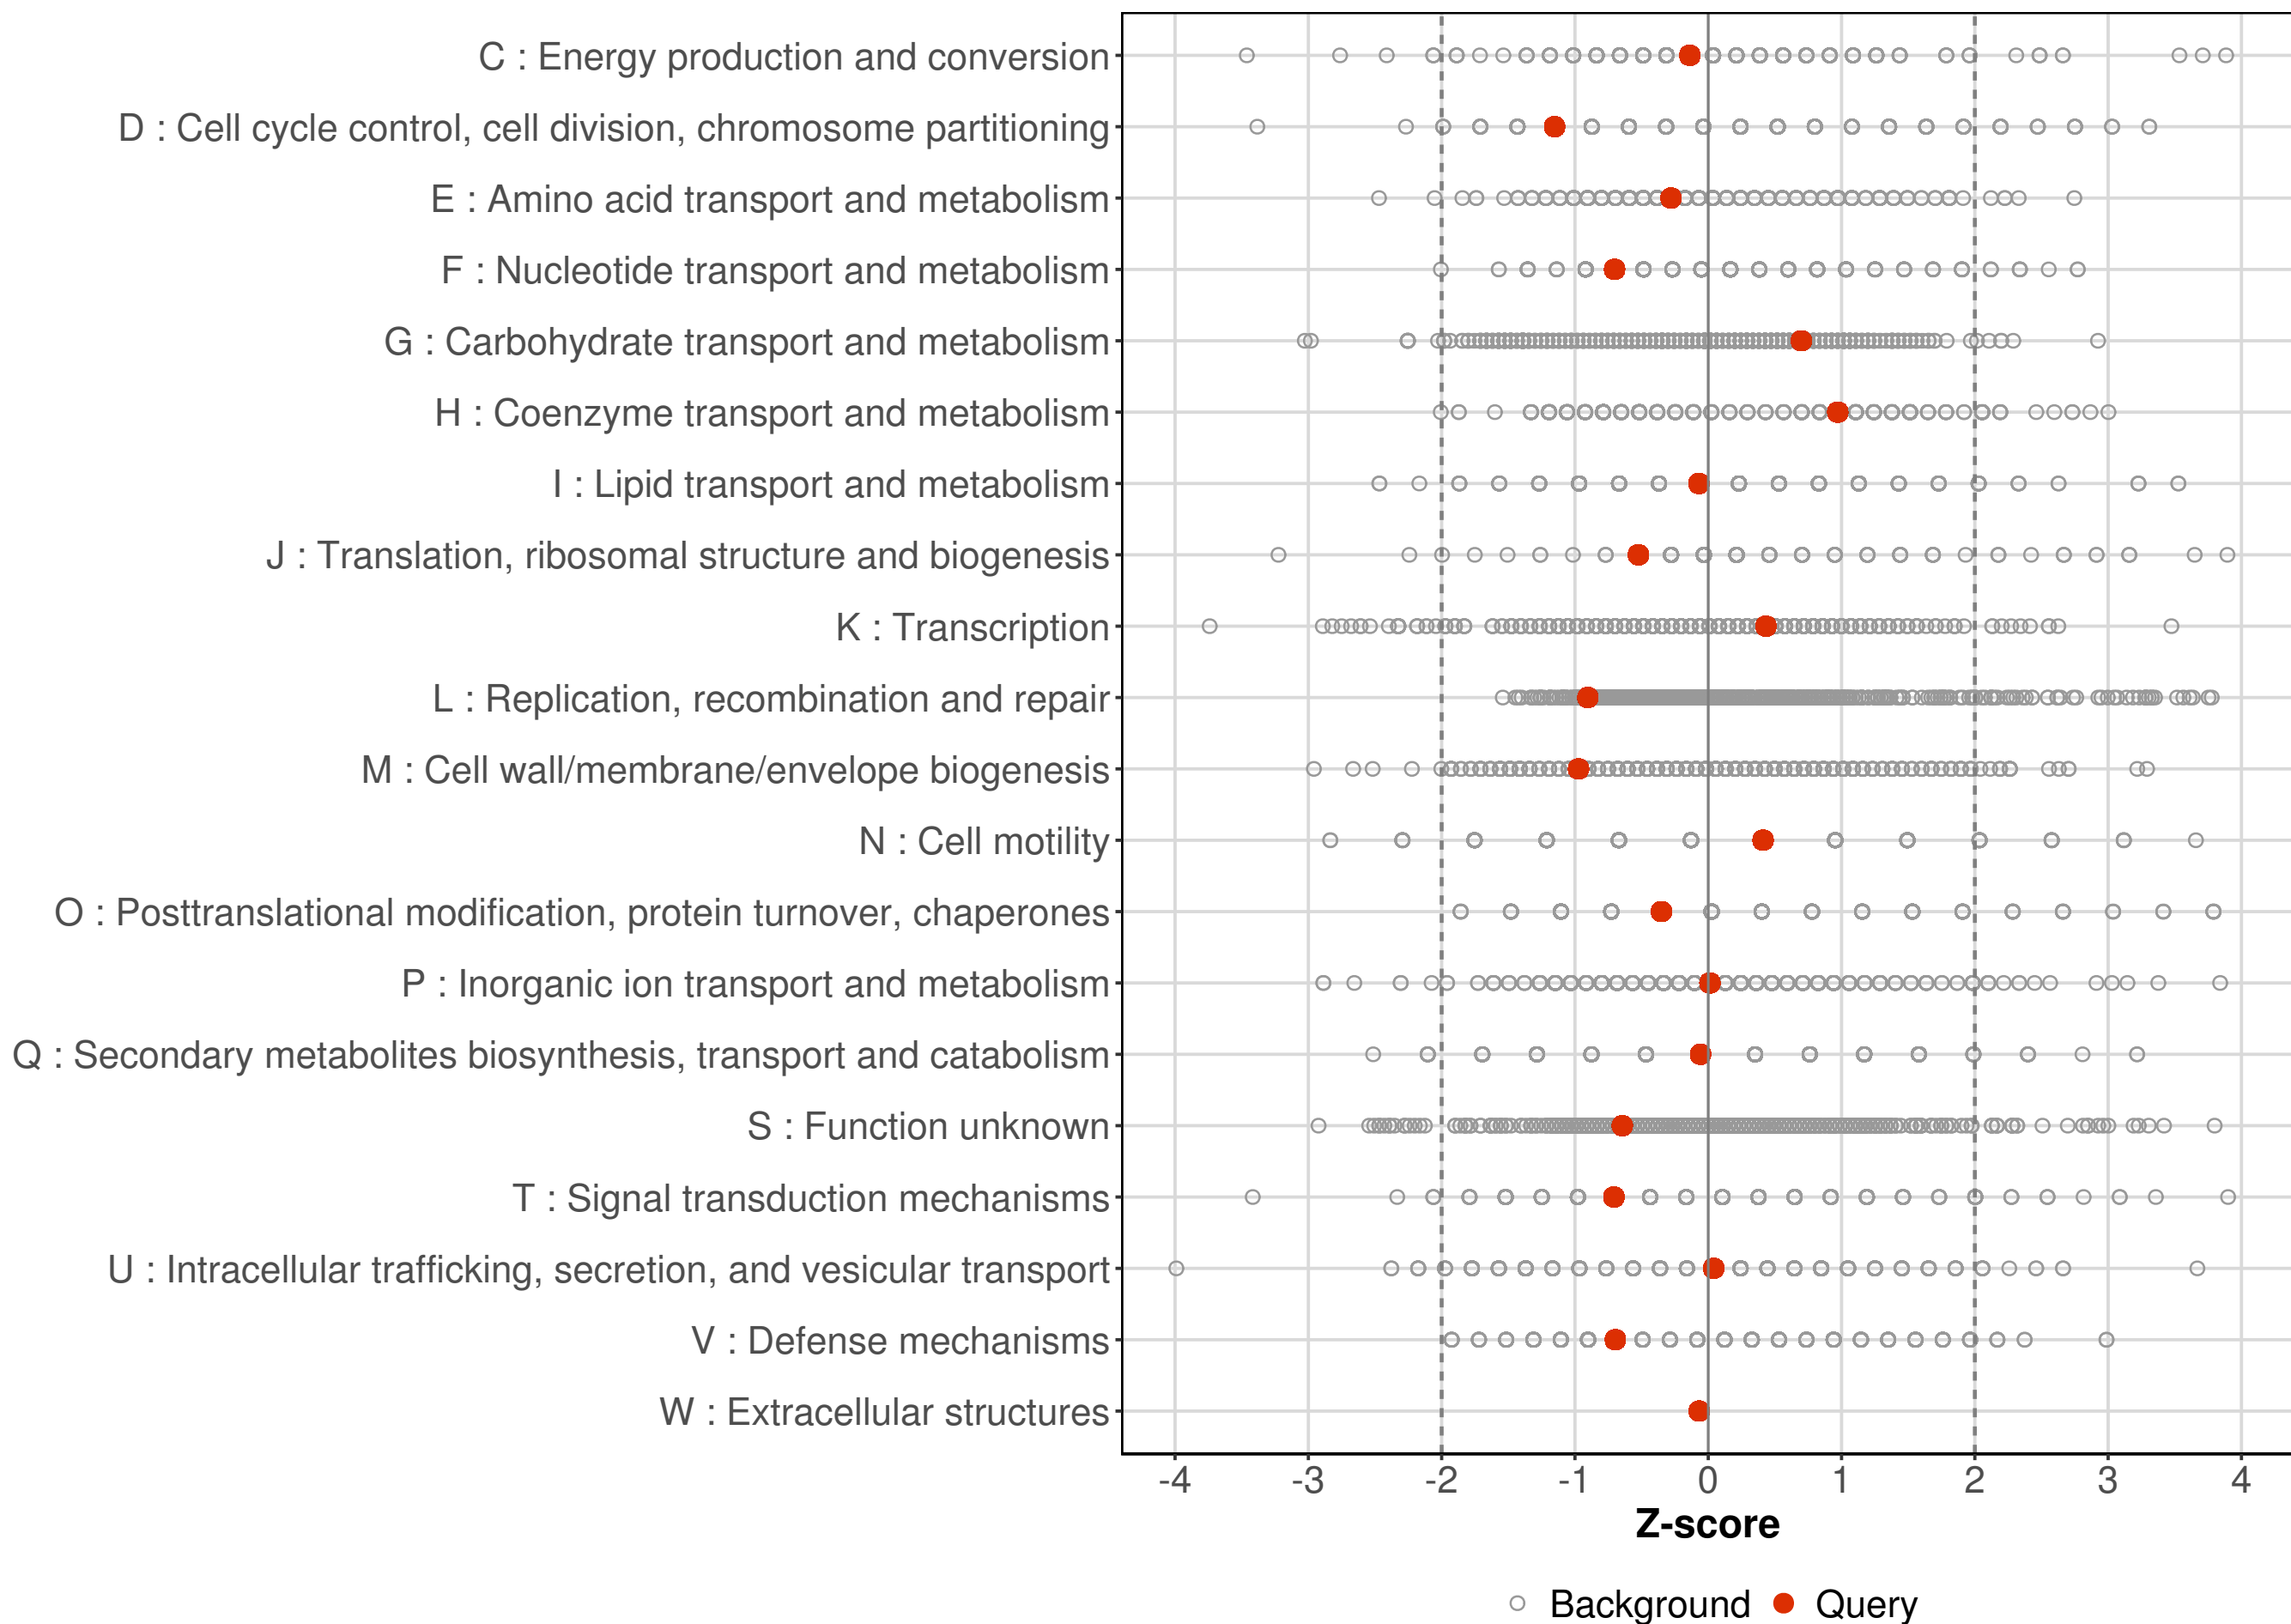 C : Energy production and conversion
D : Cell cycle control, cell division, chromosome partitioning
E : Amino acid transport and metabolism
F : Nucleotide transport and metabolism
G : Carbohydrate transport and metabolism
H : Coenzyme transport and metabolism
I : Lipid transport and metabolism
J : Translation, ribosomal structure and biogenesis
K : Transcription
L : Replication, recombination and repair
M : Cell wall/membrane/envelope biogenesis
N : Cell motility
O : Posttranslational modification, protein turnover, chaperones
P : Inorganic ion transport and metabolism
Q : Secondary metabolites biosynthesis, transport and catabolism
S : Function unknown
T : Signal transduction mechanisms
U : Intracellular trafficking, secretion, and vesicular transport
V : Defense mechanisms
W : Extracellular structures
-4 -3 -2 -1 0 1 2 3 4
Z-score
Background Query